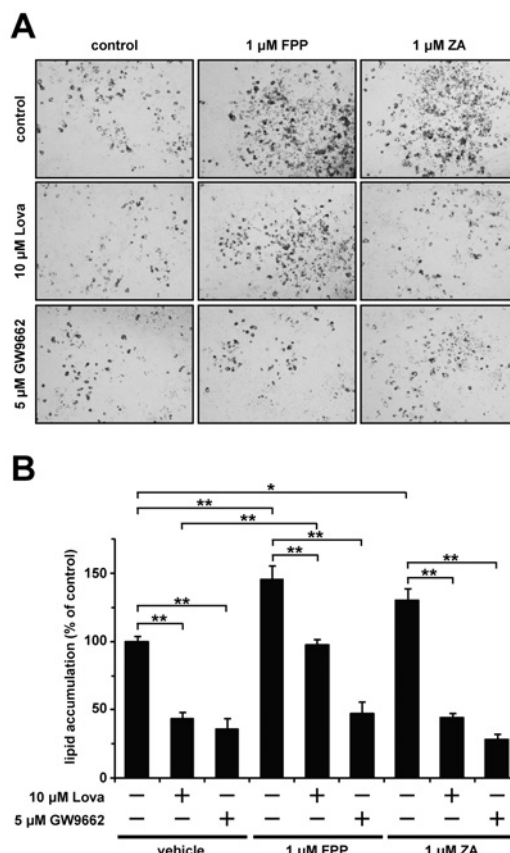 A
control 1 µM FPP 1 µM ZA
control
10 µM Lova
5 µM GW9662
B
*
** **
** **
** **
** **
lipid accumulation (% of control)
150
100
50
0
10 µM Lova − + − − + − − + −
5 µM GW9662 − − + − − + − − +
vehicle 1 µM FPP 1 µM ZA